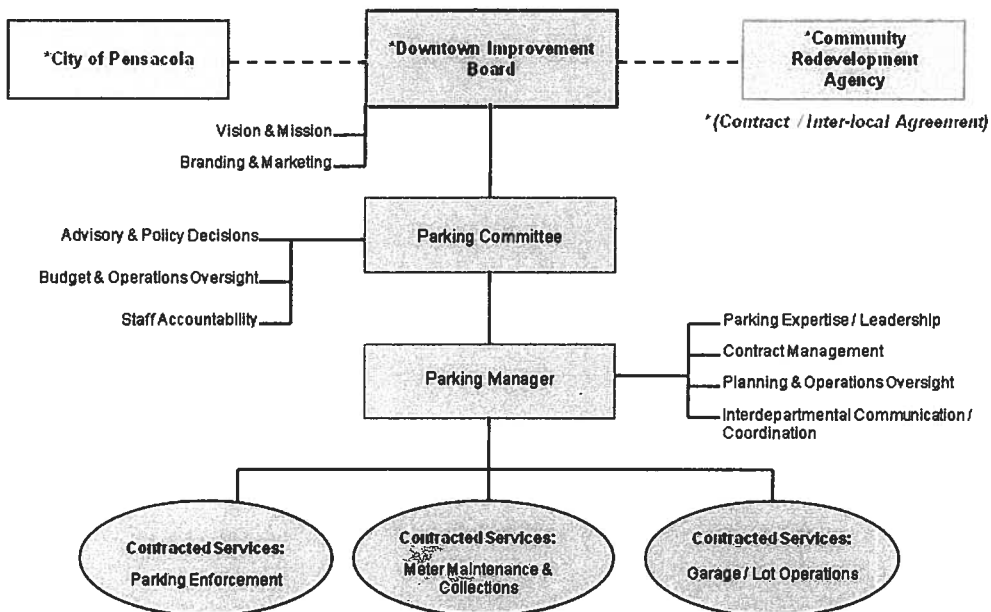 *City of Pensacola
*Downtown Improvement
Board
*Community
Redevelopment
Agency
*(Contract / Inter-local Agreement)
Vision & Mission
Branding & Marketing
Parking Committee
Advisory & Policy Decisions
Budget & Operations Oversight
Staff Accountability
Parking Manager
Parking Expertise / Leadership
Contract Management
Planning & Operations Oversight
Interdepartmental Communication /
Coordination
Contracted Services:
Parking Enforcement
Contracted Services:
Meter Maintenance &
Collections
Contracted Services:
Garage / Lot Operations